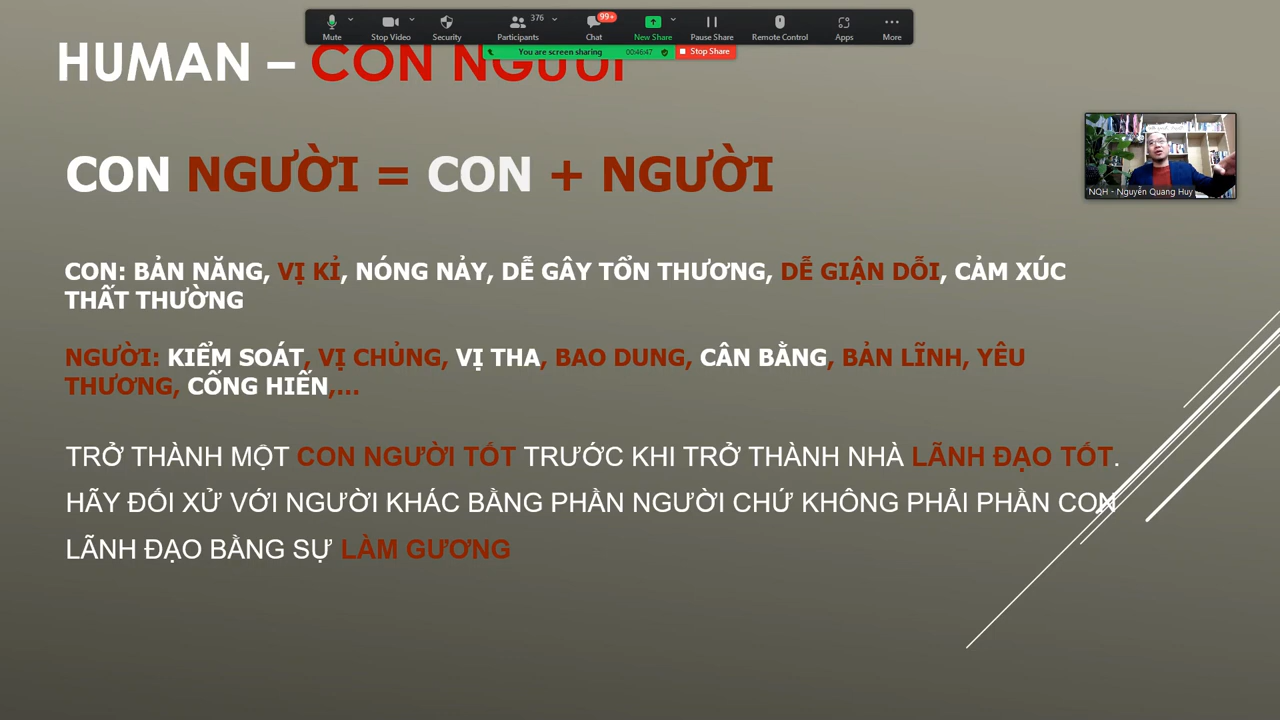 Mute
Stop Video
Security
Participants
376
Chat
99+
New Share
Pause Share
Remote Control
Apps
More
You are screen sharing
00:46:47
Stop Share
HUMAN – CON NGƯỜI
CON NGƯỜI = CON + NGƯỜI
NQH - Nguyễn Quang Huy
CON: BẢN NĂNG, VỊ KỈ, NÓNG NẢY, DỄ GÂY TỔN THƯƠNG, DỄ GIẬN DỖI, CẢM XÚC
THẤT THƯỜNG
NGƯỜI: KIỂM SOÁT, VỊ CHỦNG, VỊ THA, BAO DUNG, CÂN BẰNG, BẢN LĨNH, YÊU
THƯƠNG, CỐNG HIẾN,...
TRỞ THÀNH MỘT CON NGƯỜI TỐT TRƯỚC KHI TRỞ THÀNH NHÀ LÃNH ĐẠO TỐT.
HÃY ĐỐI XỬ VỚI NGƯỜI KHÁC BẰNG PHẦN NGƯỜI CHỨ KHÔNG PHẢI PHẦN CON
LÃNH ĐẠO BẰNG SỰ LÀM GƯƠNG